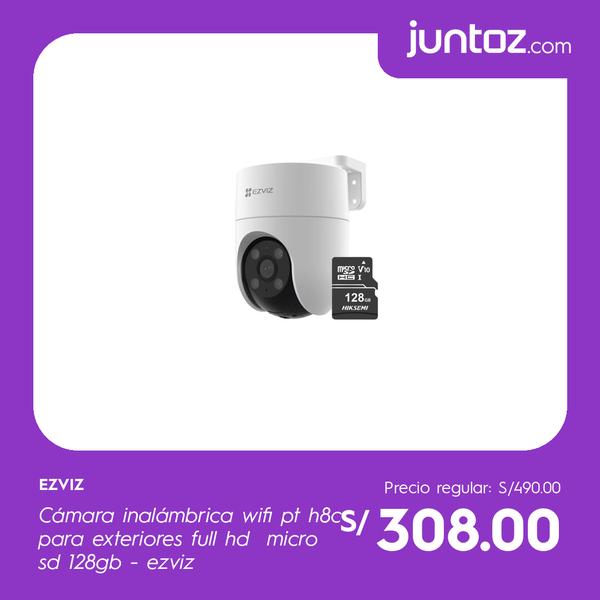 juntoz.com
EZVIZ
micro SD HC I V10
128GB
HIKSEMI
EZVIZ
Precio regular: S/490.00
Cámara inalámbrica wifi pt h8c
S/ 308.00
para exteriores full hd micro
sd 128gb - ezviz